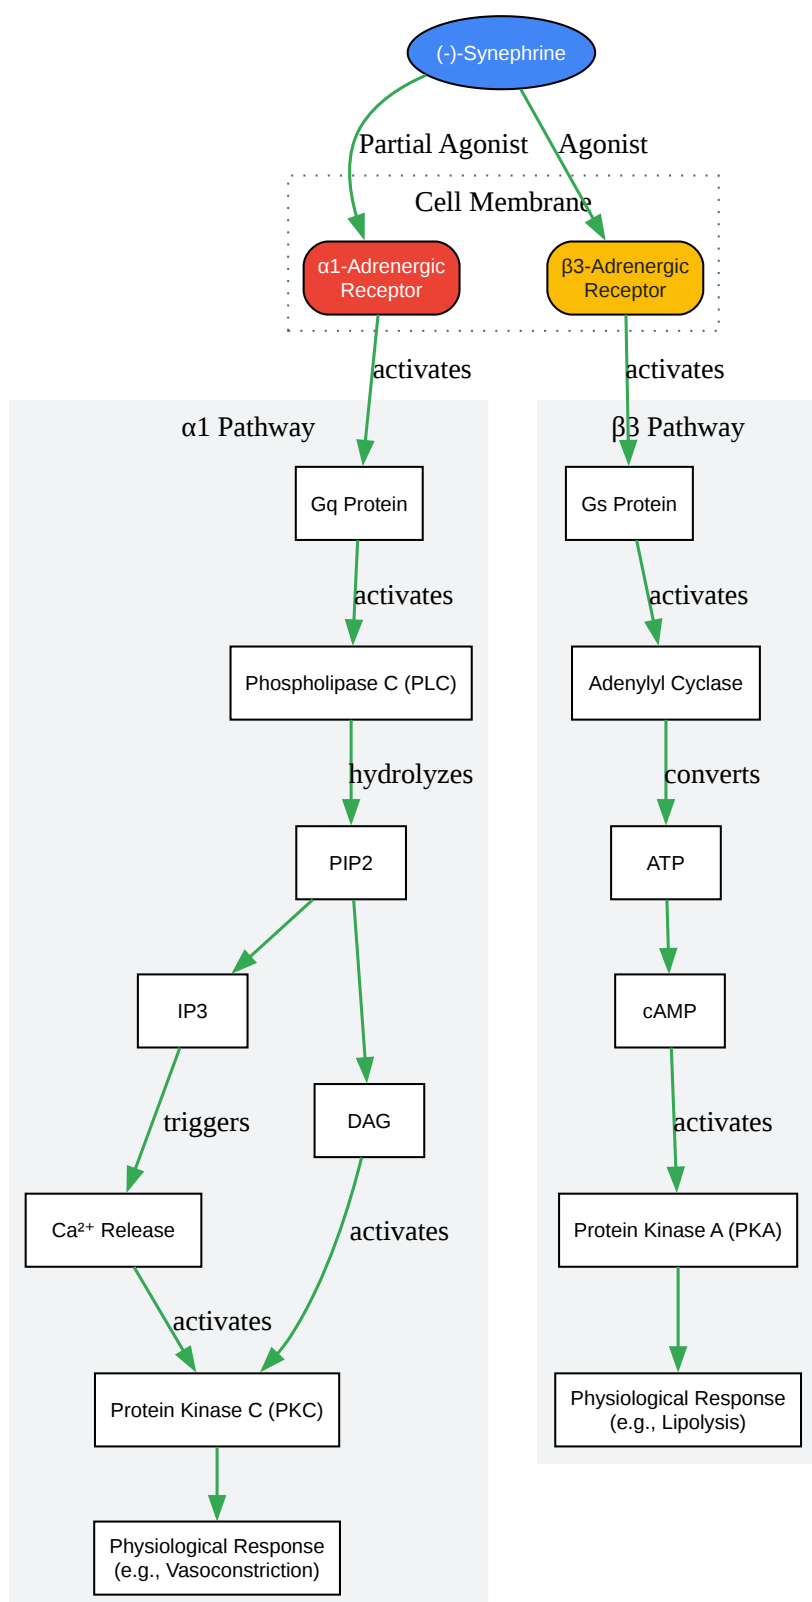 (-)-Synephrine
Partial Agonist
Agonist
Cell Membrane
α1-Adrenergic
Receptor
β3-Adrenergic
Receptor
activates
activates
α1 Pathway
β3 Pathway
Gq Protein
Gs Protein
activates
activates
Phospholipase C (PLC)
Adenylyl Cyclase
hydrolyzes
converts
PIP2
ATP
IP3
cAMP
DAG
triggers
activates
Ca²⁺ Release
activates
Protein Kinase A (PKA)
activates
Protein Kinase C (PKC)
Physiological Response
(e.g., Lipolysis)
Physiological Response
(e.g., Vasoconstriction)